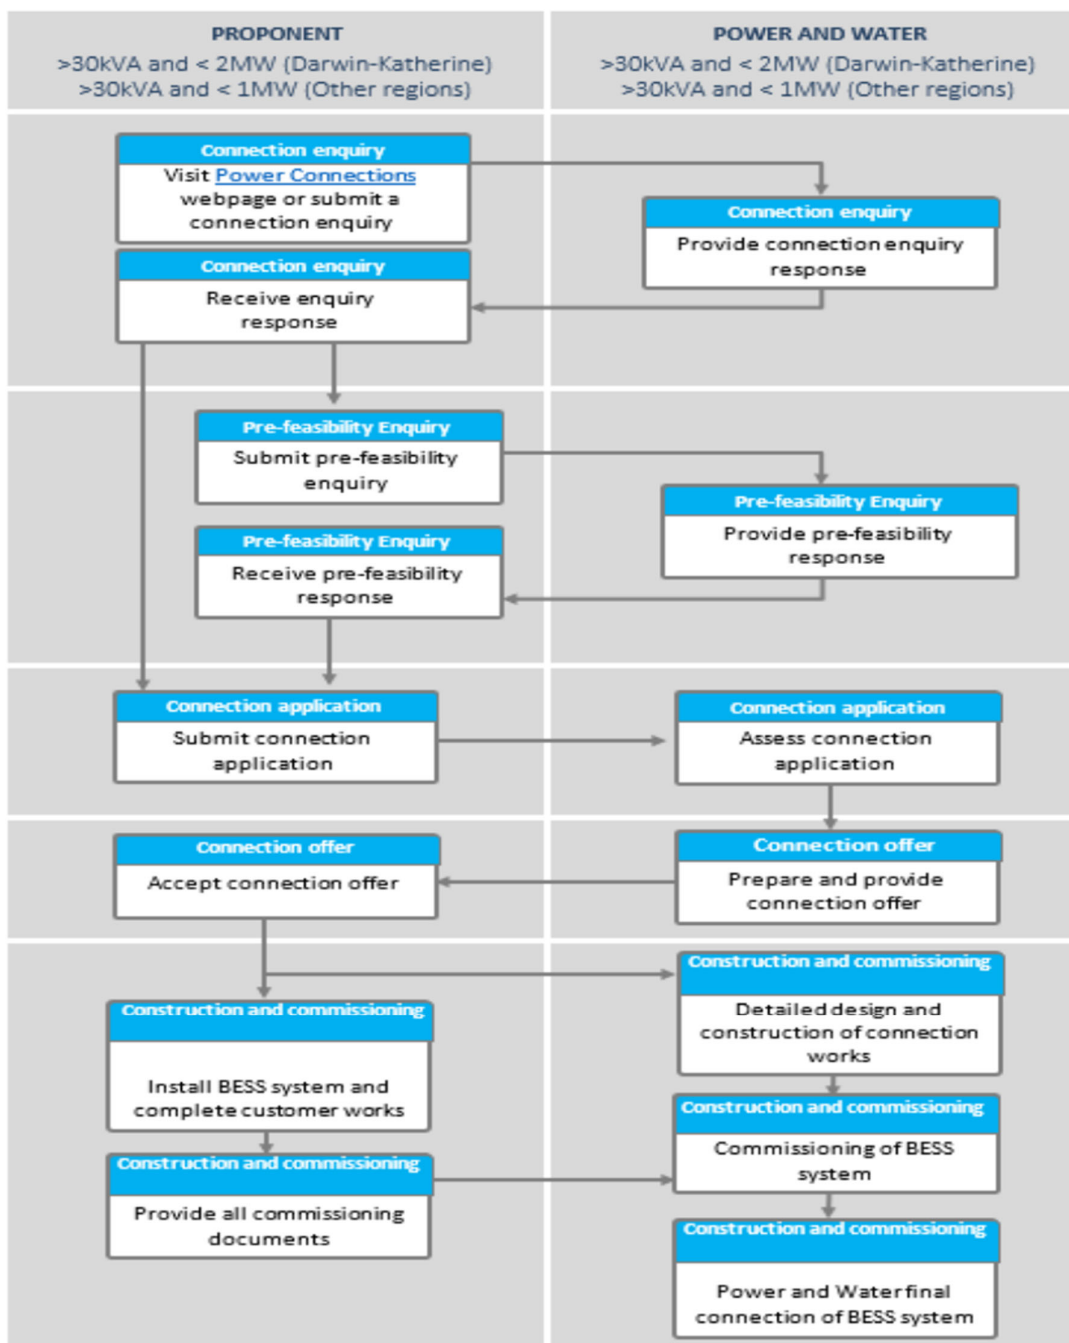 PROPONENT
>30kVA and < 2MW (Darwin-Katherine)
>30kVA and < 1MW (Other regions)
POWER AND WATER
>30kVA and < 2MW (Darwin-Katherine)
>30kVA and < 1MW (Other regions)
Connection enquiry
Visit Power Connections
webpage or submit a
connection enquiry
Connection enquiry
Provide connection enquiry
response
Connection enquiry
Receive enquiry
response
Pre-feasibility Enquiry
Submit pre-feasibility
enquiry
Pre-feasibility Enquiry
Provide pre-feasibility
response
Pre-feasibility Enquiry
Receive pre-feasibility
response
Connection application
Submit connection
application
Connection application
Assess connection
application
Connection offer
Prepare and provide
connection offer
Connection offer
Accept connection offer
Construction and commissioning
Detailed design and
construction of connection
works
Construction and commissioning
Install BESS system and
complete customer works
Construction and commissioning
Provide all commissioning
documents
Construction and commissioning
Commissioning of BESS
system
Construction and commissioning
Power and Water final
connection of BESS system